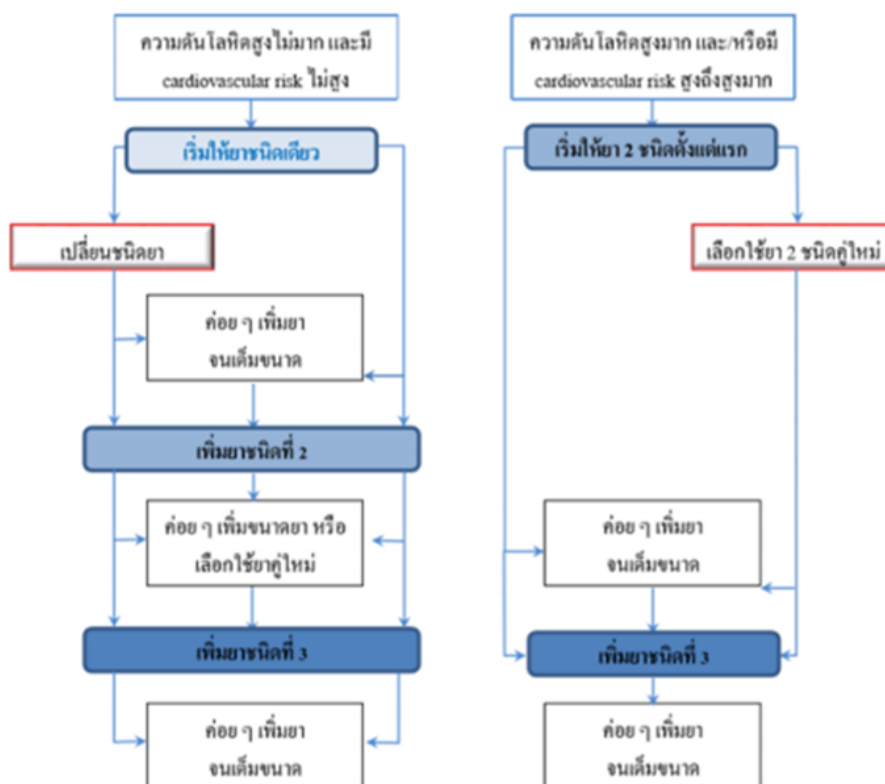 ความดันโลหิตสูงไม่มาก และมี
cardiovascular risk ไม่สูง
เริ่มให้ยาชนิดเดียว
เปลี่ยนชนิดยา
ค่อย ๆ เพิ่มยา
จนเต็มขนาด
เพิ่มยาชนิดที่ 2
ค่อย ๆ เพิ่มขนาดยา หรือ
เลือกใช้ยาคู่ใหม่
เพิ่มยาชนิดที่ 3
ค่อย ๆ เพิ่มยา
จนเต็มขนาด
ความดันโลหิตสูงมาก และ/หรือมี
cardiovascular risk สูงถึงสูงมาก
เริ่มให้ยา 2 ชนิดตั้งแต่แรก
เลือกใช้ยา 2 ชนิดคู่ใหม่
ค่อย ๆ เพิ่มยา
จนเต็มขนาด
เพิ่มยาชนิดที่ 3
ค่อย ๆ เพิ่มยา
จนเต็มขนาด